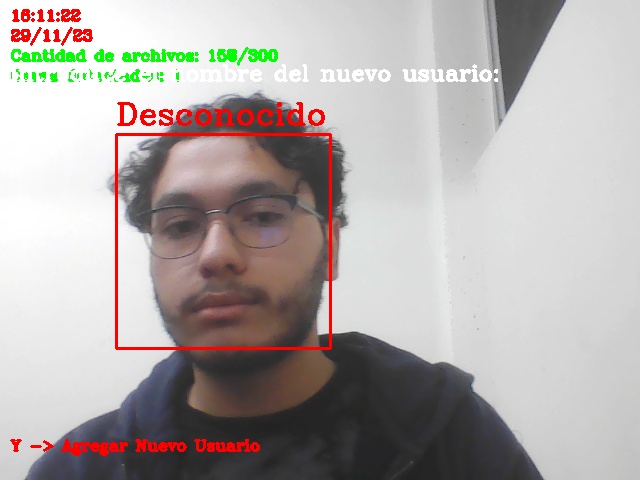 16:11:22
29/11/23
Cantidad de archivos: 156/300
nombre del nuevo usuario:
Desconocido
Y -> Agregar Nuevo Usuario